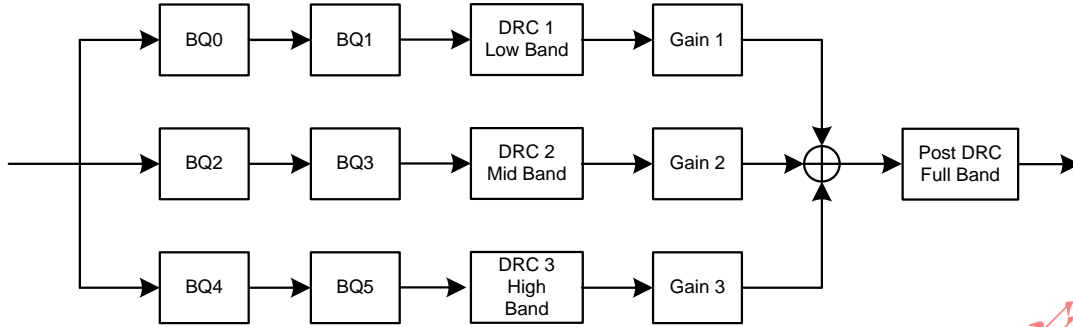 BQ0
BQ1
DRC 1
Low Band
Gain 1
BQ2
BQ3
DRC 2
Mid Band
Gain 2
Post DRC
Full Band
BQ4
BQ5
DRC 3
High
Band
Gain 3